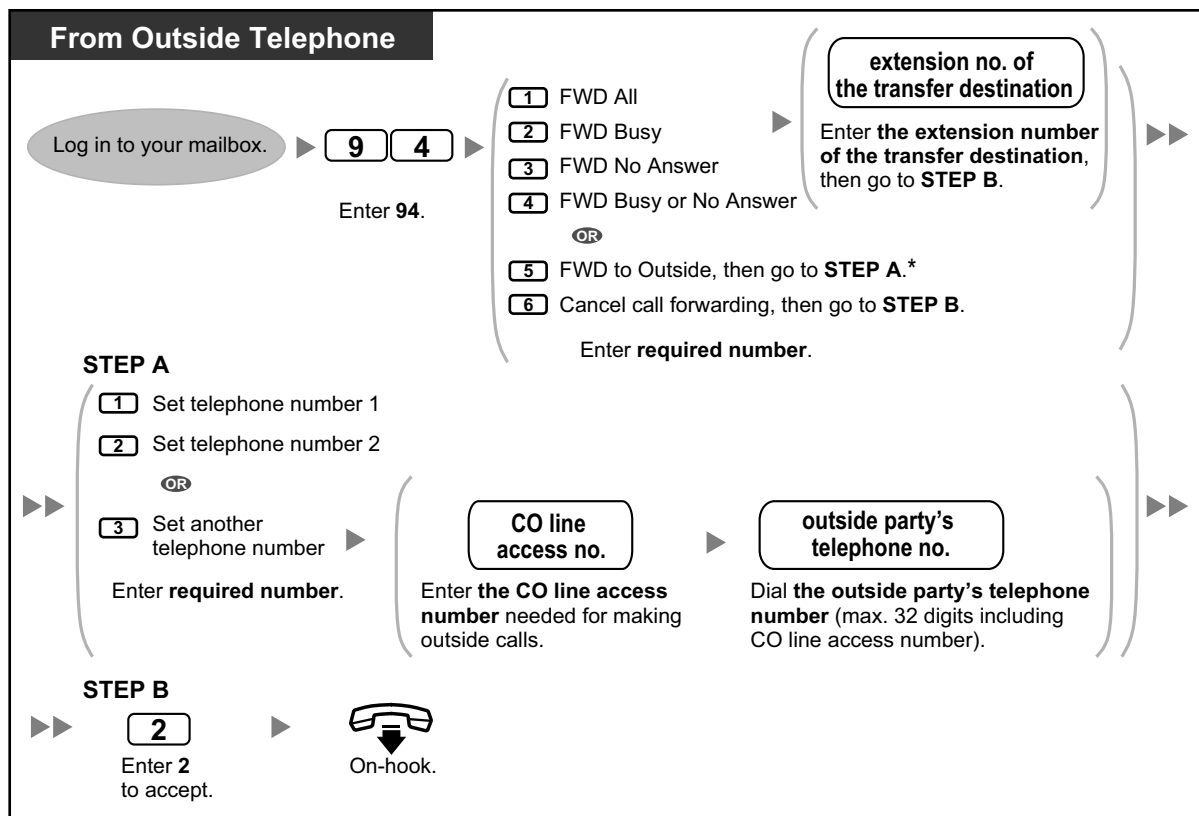 From Outside Telephone
Log in to your mailbox.
9 4
Enter 94.
1 FWD All
2 FWD Busy
3 FWD No Answer
4 FWD Busy or No Answer
OR
5 FWD to Outside, then go to STEP A.*
6 Cancel call forwarding, then go to STEP B.
Enter required number.
extension no. of
the transfer destination
Enter the extension number
of the transfer destination,
then go to STEP B.
STEP A
1 Set telephone number 1
2 Set telephone number 2
OR
3 Set another
telephone number
Enter required number.
CO line
access no.
Enter the CO line access
number needed for making
outside calls.
outside party's
telephone no.
Dial the outside party's telephone
number (max. 32 digits including
CO line access number).
STEP B
2
Enter 2
to accept.
On-hook.